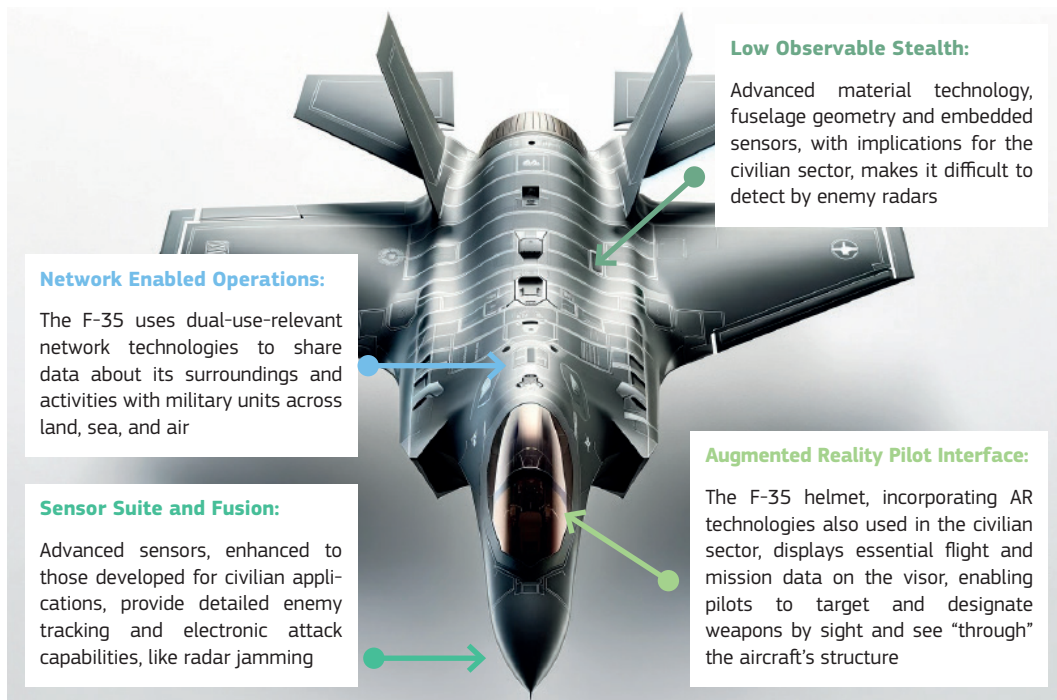 Low Observable Stealth:
Advanced material technology,
fuselage geometry and embedded
sensors, with implications for the
civilian sector, makes it difficult to
detect by enemy radars
Network Enabled Operations:
The F-35 uses dual-use-relevant
network technologies to share
data about its surroundings and
activities with military units across
land, sea, and air
Augmented Reality Pilot Interface:
The F-35 helmet, incorporating AR
technologies also used in the civilian
sector, displays essential flight and
mission data on the visor, enabling
pilots to target and designate
weapons by sight and see “through”
the aircraft’s structure
Sensor Suite and Fusion:
Advanced sensors, enhanced to
those developed for civilian appli-
cations, provide detailed enemy
tracking and electronic attack
capabilities, like radar jamming